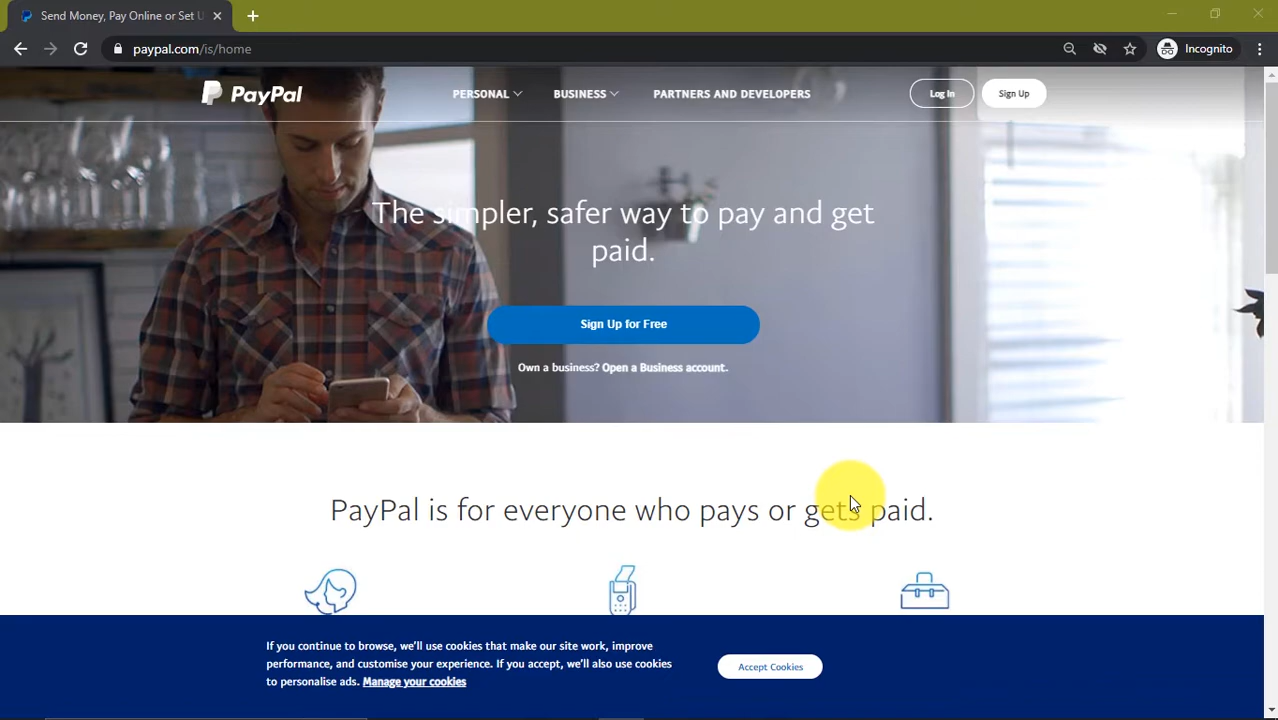 Send Money, Pay Online or Set U
paypal.com/is/home
Incognito
PayPal
PERSONAL
BUSINESS
PARTNERS AND DEVELOPERS
Log In
Sign Up
The simpler, safer way to pay and get
paid.
Sign Up for Free
Own a business? Open a Business account.
PayPal is for everyone who pays or gets paid.
If you continue to browse, we'll use cookies that make our site work, improve
performance, and customise your experience. If you accept, we'll also use cookies
to personalise ads. Manage your cookies
Accept Cookies